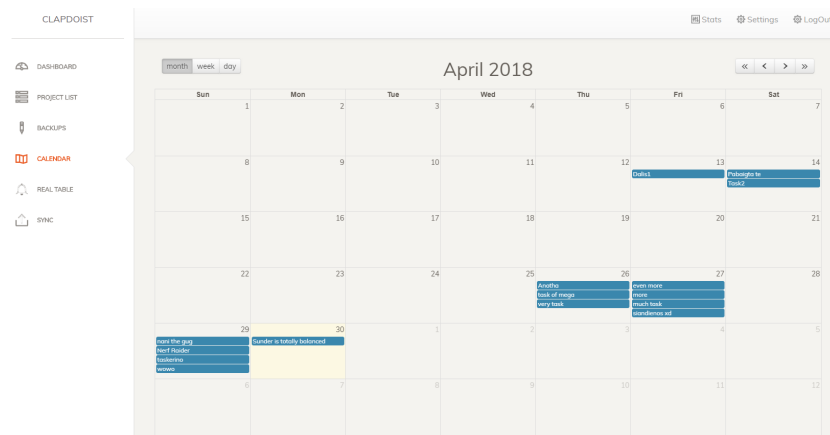 CLAPDOIST
Stats Settings LogOut
DASHBOARD
PROJECT LIST
BACKUPS
CALENDAR
REAL TABLE
SYNC
month week day
April 2018
« < > »
Sun Mon Tue Wed Thu Fri Sat
1 2 3 4 5 6 7
8 9 10 11 12 13 14
Dalis1 Pabaigta te
Task2
15 16 17 18 19 20 21
22 23 24 25 26 27 28
Anotha even more
task of mega more
very task much task
siandienos xd
29 30 1 2 3 4 5
noni the gug Sunder is totally balanced
Nerf Raider
taskerino
wowo
6 7 8 9 10 11 12